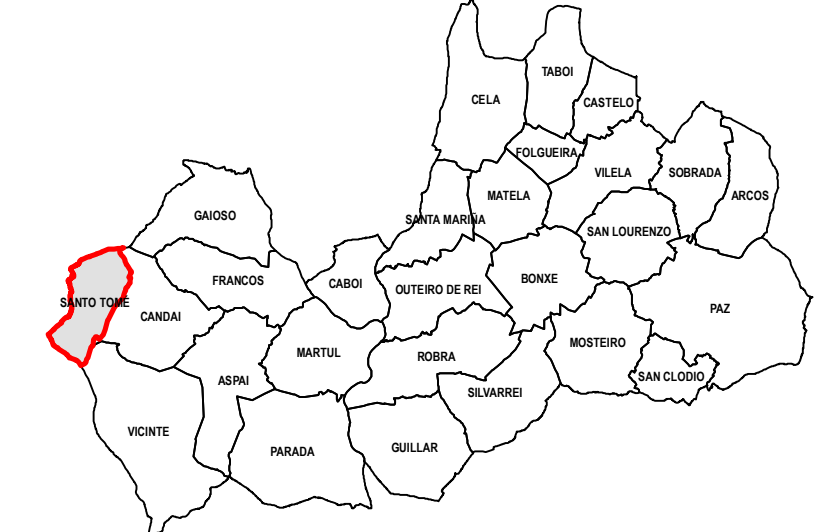 TABOI
CELA
CASTELO
FOLGUEIRA
VILELA
SOBRADA
ARCOS
MATELA
GAIOSO
SANTA MARIÑA
SAN LOURENZO
FRANCOS
CABOI
OUTEIRO DE REI
BONXE
SANTO TOMÉ
CANDAI
PAZ
MARTUL
ROBRA
MOSTEIRO
ASPAI
SAN CLODIO
SILVARREI
VICINTE
PARADA
GUILLAR